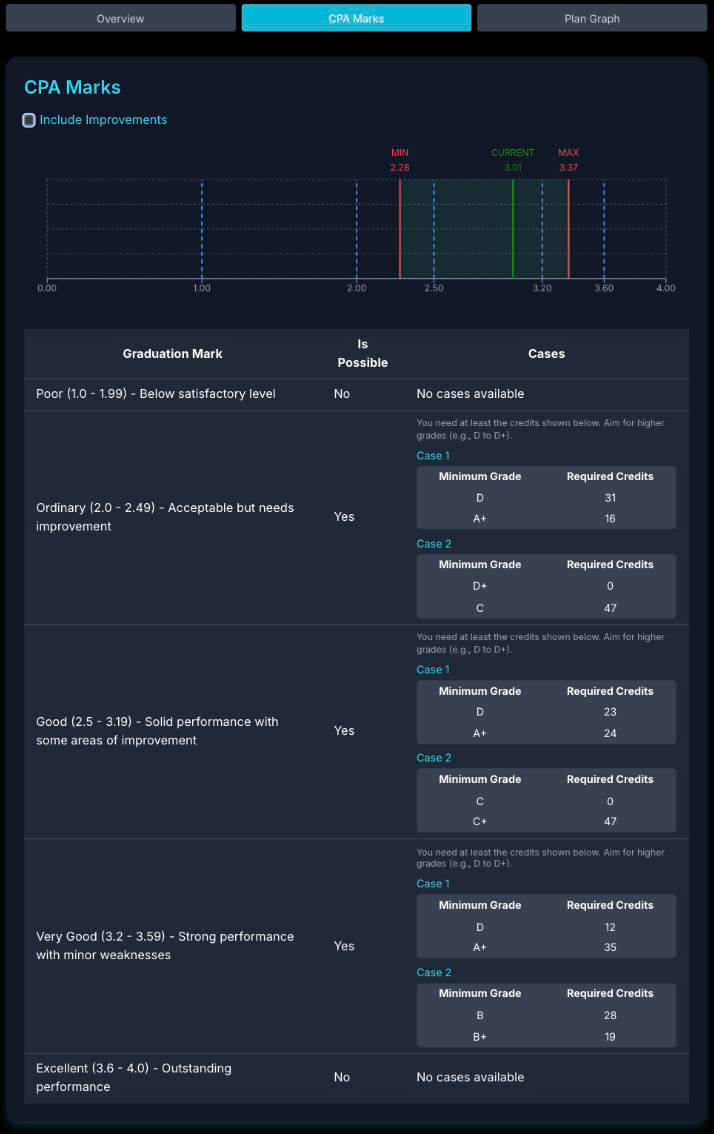 Overview CPA Marks Plan Graph
CPA Marks
Include Improvements
MIN CURRENT MAX
2.28 3.01 3.37
0.00 1.00 2.00 2.50 3.20 3.60 4.00
Graduation Mark Is Possible Cases
Poor (1.0 - 1.99) - Below satisfactory level No No cases available
Ordinary (2.0 - 2.49) - Acceptable but needs
improvement
Yes
You need at least the credits shown below. Aim for higher
grades (e.g., D to D+).
Case 1
Minimum Grade Required Credits
D 31
A+ 16
Case 2
Minimum Grade Required Credits
D+ 0
C 47
Good (2.5 - 3.19) - Solid performance with
some areas of improvement
Yes
You need at least the credits shown below. Aim for higher
grades (e.g., D to D+).
Case 1
Minimum Grade Required Credits
D 23
A+ 24
Case 2
Minimum Grade Required Credits
C 0
C+ 47
Very Good (3.2 - 3.59) - Strong performance
with minor weaknesses
Yes
You need at least the credits shown below. Aim for higher
grades (e.g., D to D+).
Case 1
Minimum Grade Required Credits
D 12
A+ 35
Case 2
Minimum Grade Required Credits
B 28
B+ 19
Excellent (3.6 - 4.0) - Outstanding
performance
No
No cases available